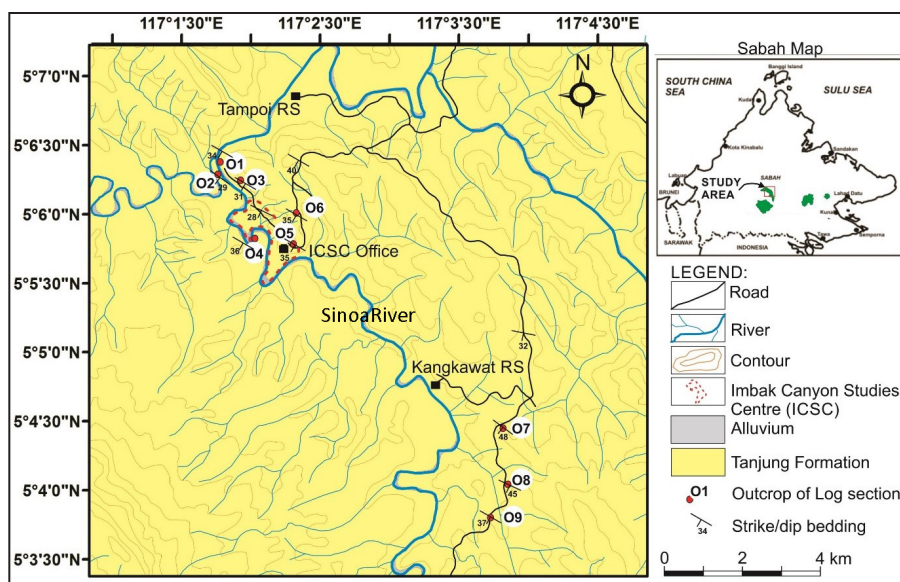 117°1'30"E
117°2'5"E
117°3'30"E
117°4'30"E
5°7'0"N
5°6'30"N
5°6'0"N
5°5'30"N
5°5'0"N
5°4'30"N
5°4'0"N
5°3'30"N
N
Tampoi RS
34
O1
O2
29
O3
31
40
28
35
O6
O5
36
O4
35
ICSC Office
SinoaRiver
32
Kangkawat RS
O7
48
O8
45
37
O9
Sabah Map
Banggi Island
SOUTH CHINA
SEA
SULU SEA
Kudat
Kota Kinabalu
Sandakan
Labuan
BRUNEI
STUDY
AREA
SABAH
Lahad Datu
Kunak
Semporna
Tawau
SARAWAK
INDONESIA
LEGEND:
Road
River
Contour
Imbak Canyon Studies
Centre (ICSC)
Alluvium
Tanjung Formation
O1
Outcrop of Log section
34
Strike/dip bedding
0
2
4 km